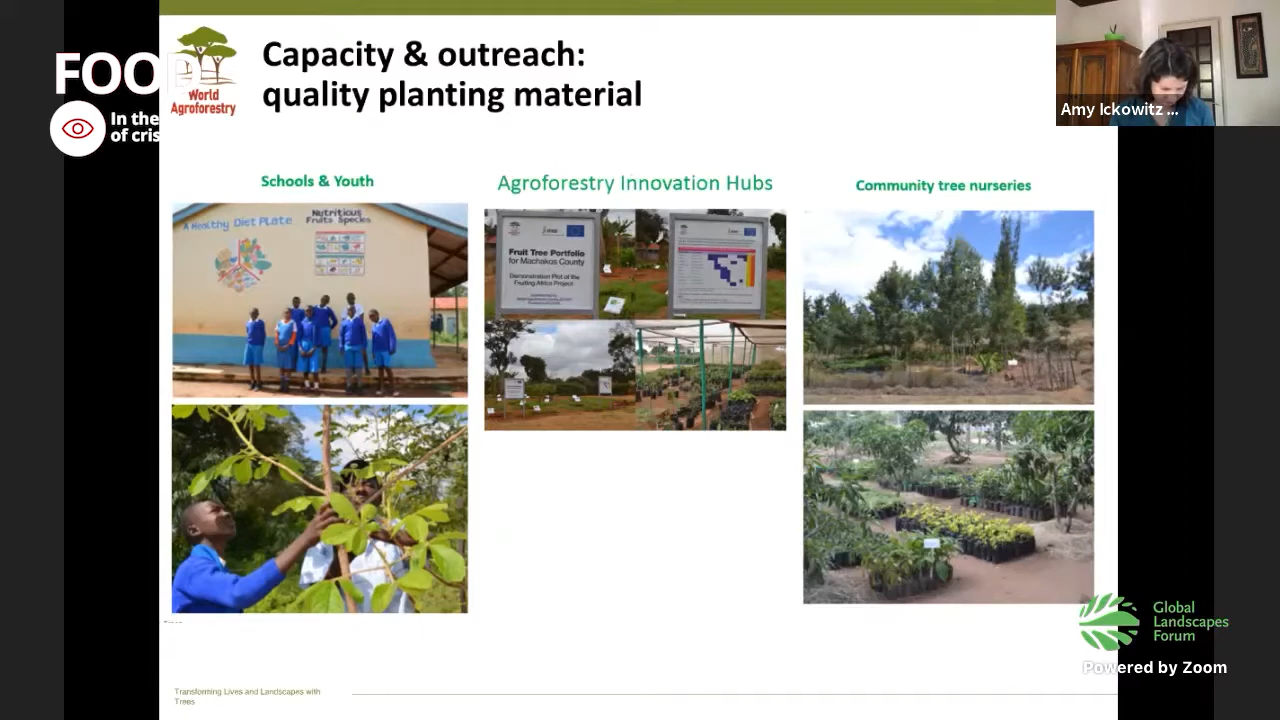 FOOD
In the
of cris
World
Agroforestry
Capacity & outreach:
quality planting material
Amy Ickowitz ...
Schools & Youth
Agroforestry Innovation Hubs
Community tree nurseries
A Healthy Diet Plate
Nutritious
Fruits Species
Fruit Tree Portfolio
for Machakos County
Demonstration Plot of the
Fruiting Africa Project
Global
Landscapes
Forum
Powered by Zoom
Transforming Lives and Landscapes with
Trees